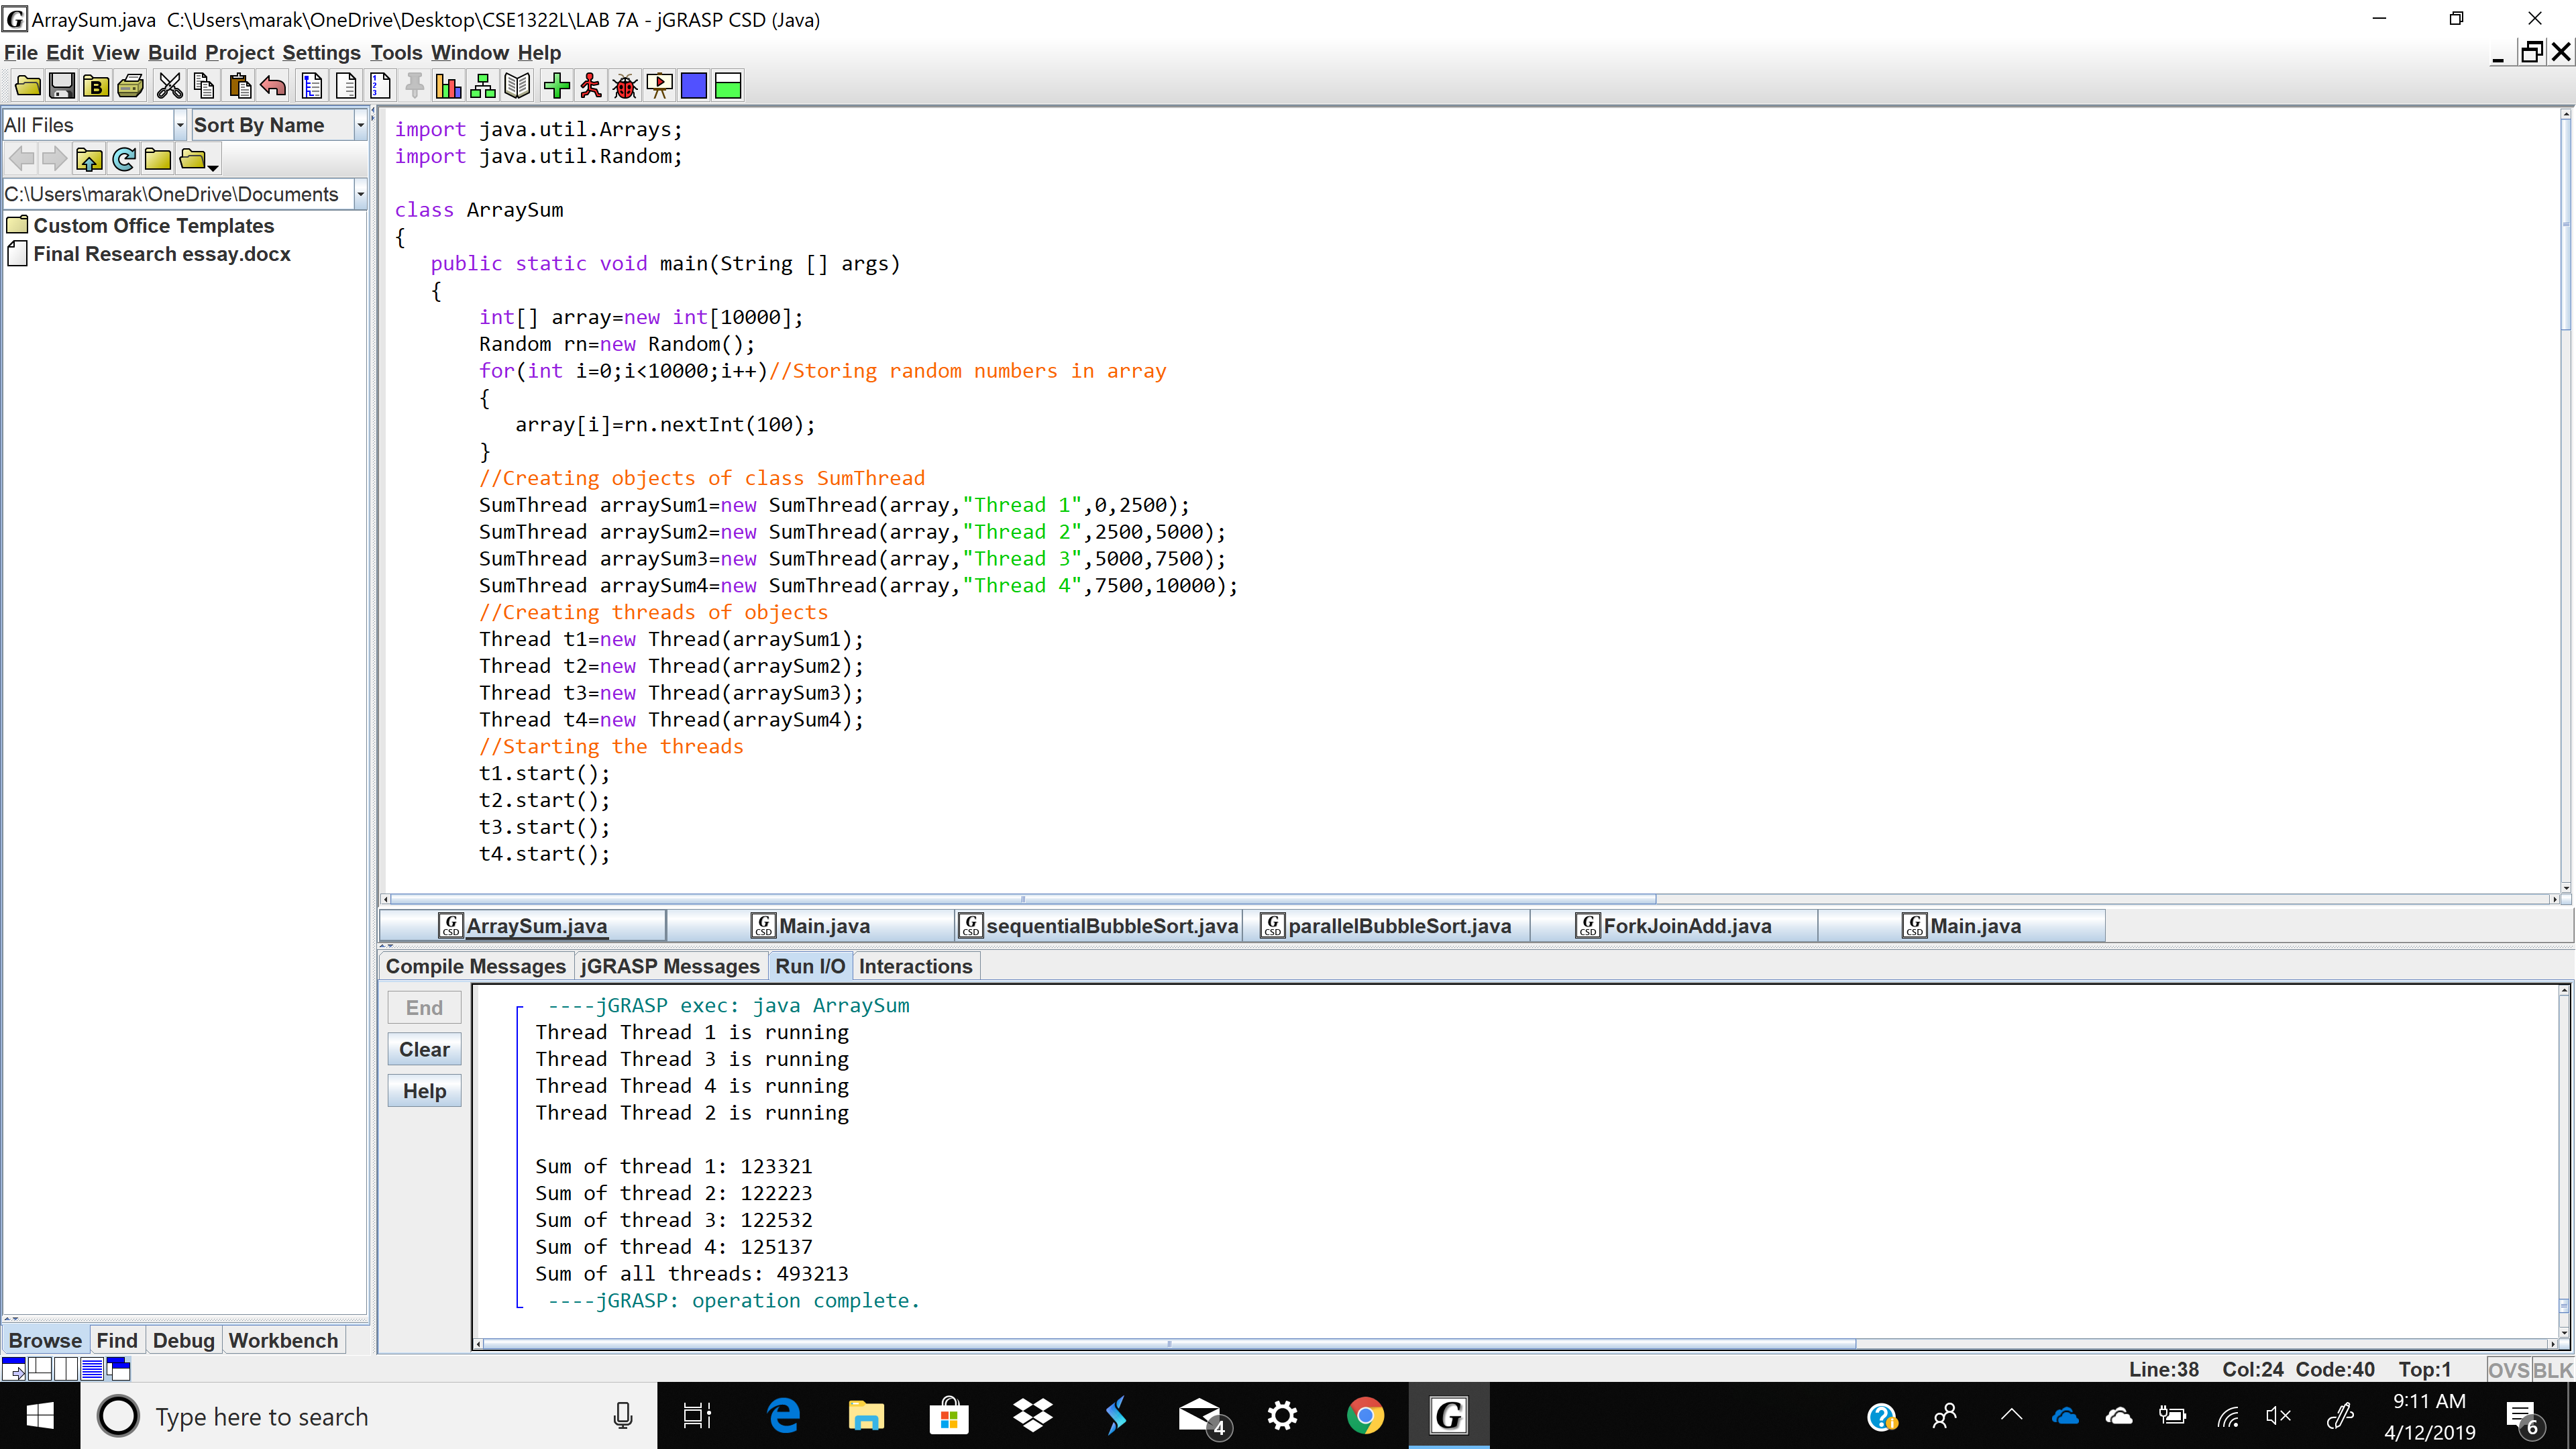 ArraySum.java  C:\Users\marak\OneDrive\Desktop\CSE1322L\LAB 7A - jGRASP CSD (Java)
File Edit View Build Project Settings Tools Window Help
All Files
Sort By Name
C:\Users\marak\OneDrive\Documents
Custom Office Templates
Final Research essay.docx
import java.util.Arrays;
import java.util.Random;
class ArraySum
{
public static void main(String [] args)
{
int[] array=new int[10000];
Random rn=new Random();
for(int i=0;i<10000;i++)//Storing random numbers in array
{
array[i]=rn.nextInt(100);
}
//Creating objects of class SumThread
SumThread arraySum1=new SumThread(array,"Thread 1",0,2500);
SumThread arraySum2=new SumThread(array,"Thread 2",2500,5000);
SumThread arraySum3=new SumThread(array,"Thread 3",5000,7500);
SumThread arraySum4=new SumThread(array,"Thread 4",7500,10000);
//Creating threads of objects
Thread t1=new Thread(arraySum1);
Thread t2=new Thread(arraySum2);
Thread t3=new Thread(arraySum3);
Thread t4=new Thread(arraySum4);
//Starting the threads
t1.start();
t2.start();
t3.start();
t4.start();
ArraySum.java
Main.java
sequentialBubbleSort.java
parallelBubbleSort.java
ForkJoinAdd.java
Main.java
Compile Messages
jGRASP Messages
Run I/O
Interactions
End
Clear
Help
----jGRASP exec: java ArraySum
Thread Thread 1 is running
Thread Thread 3 is running
Thread Thread 4 is running
Thread Thread 2 is running
Sum of thread 1: 123321
Sum of thread 2: 122223
Sum of thread 3: 122532
Sum of thread 4: 125137
Sum of all threads: 493213
----jGRASP: operation complete.
Browse
Find
Debug
Workbench
Line:38 Col:24 Code:40 Top:1 OVS BLK
Type here to search
4
9:11 AM
4/12/2019
6